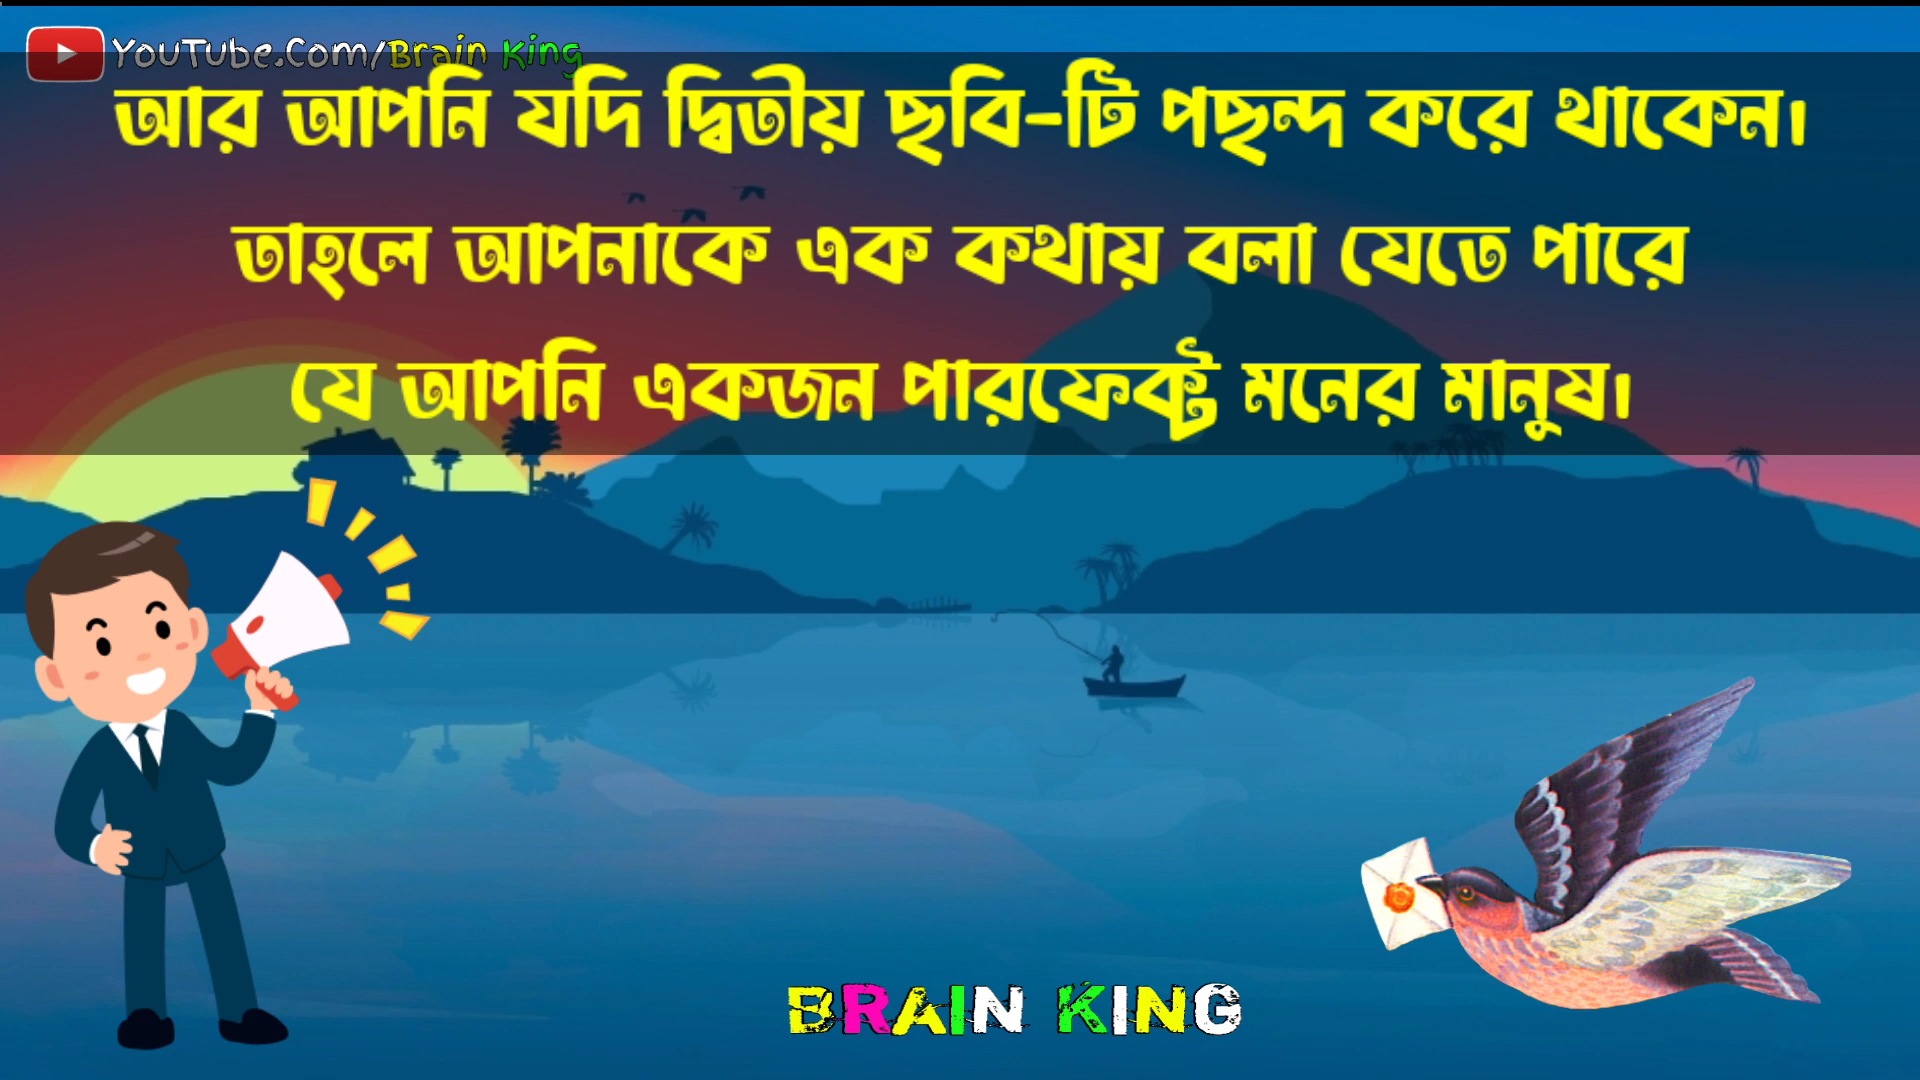 YouTube.Com/Brain King
আর আপনি যদি দ্বিতীয় ছবি-টি পছন্দ করে থাকেন।
তাহলে আপনাকে এক কথায় বলা যেতে পারে
যে আপনি একজন পারফেক্ট মনের মানুষ।
BRAIN KING